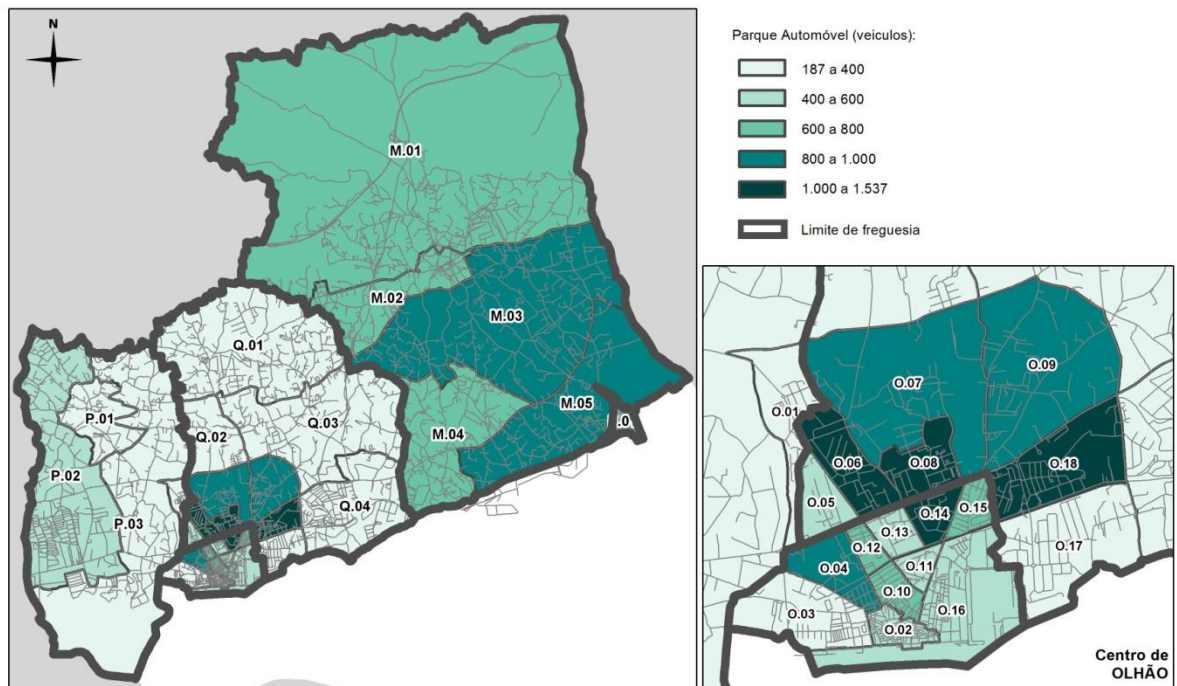 N
M.01
M.02
M.03
M.04
M.05
.0
Q.01
Q.02
Q.03
Q.04
P.01
P.02
P.03
Parque Automóvel (veiculos):
187 a 400
400 a 600
600 a 800
800 a 1.000
1.000 a 1.537
Limite de freguesia
O.07
O.09
O.01
O.06
O.08
O.18
O.05
O.14
O.15
O.13
O.12
O.11
O.17
O.04
O.10
O.16
O.03
O.02
Centro de
OLHÃO